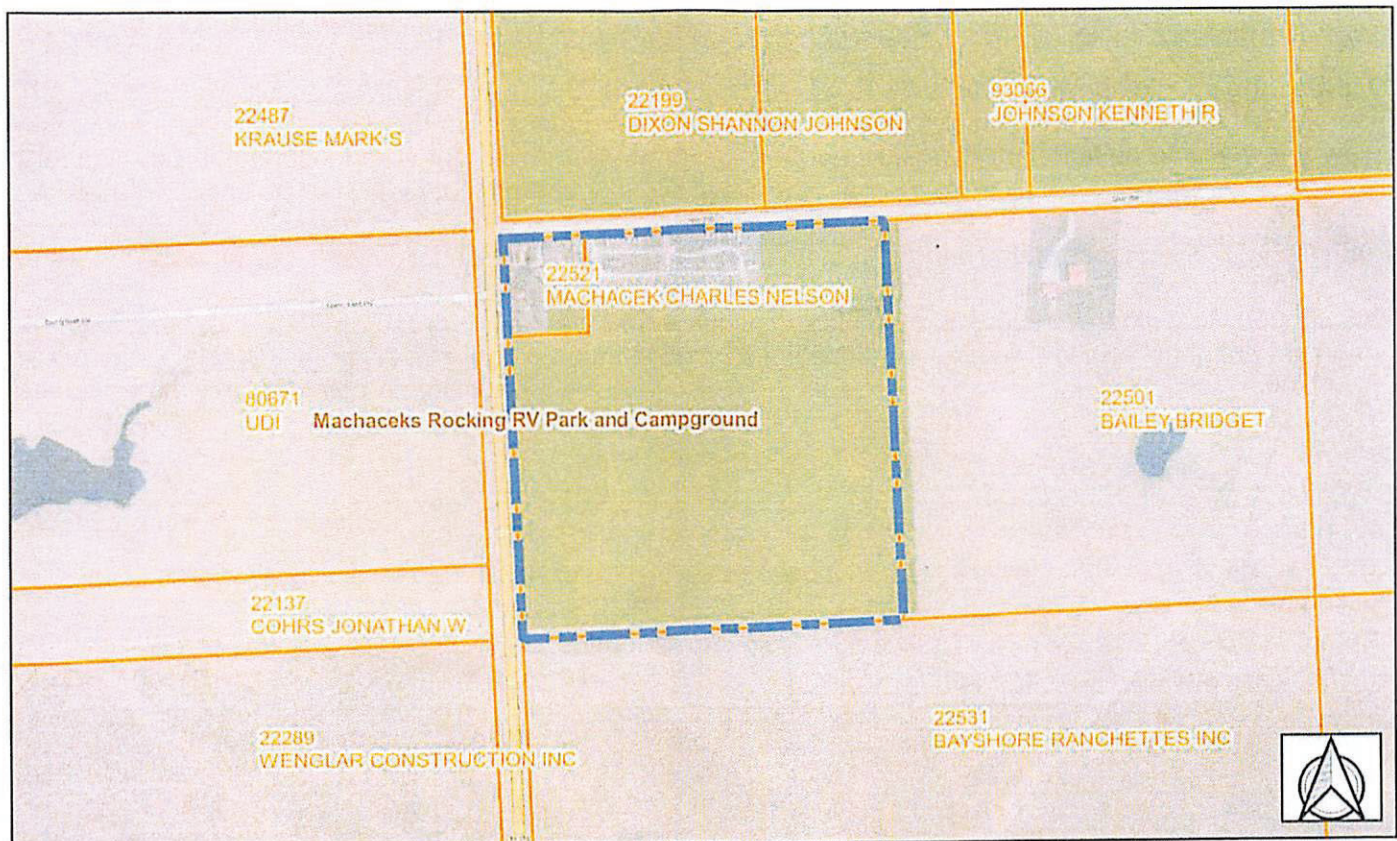 22487
KRAUSE MARK S
22199
DIXON SHANNON JOHNSON
93066
JOHNSON KENNETH R
22521
MACHACEK CHARLES NELSON
80671
UDI
Machaceks Rocking RV Park and Campground
22501
BAILEY BRIDGET
22137
COHRS JONATHAN W
22289
WENGLAR CONSTRUCTION INC
22531
BAYSHORE RANCHETTES INC